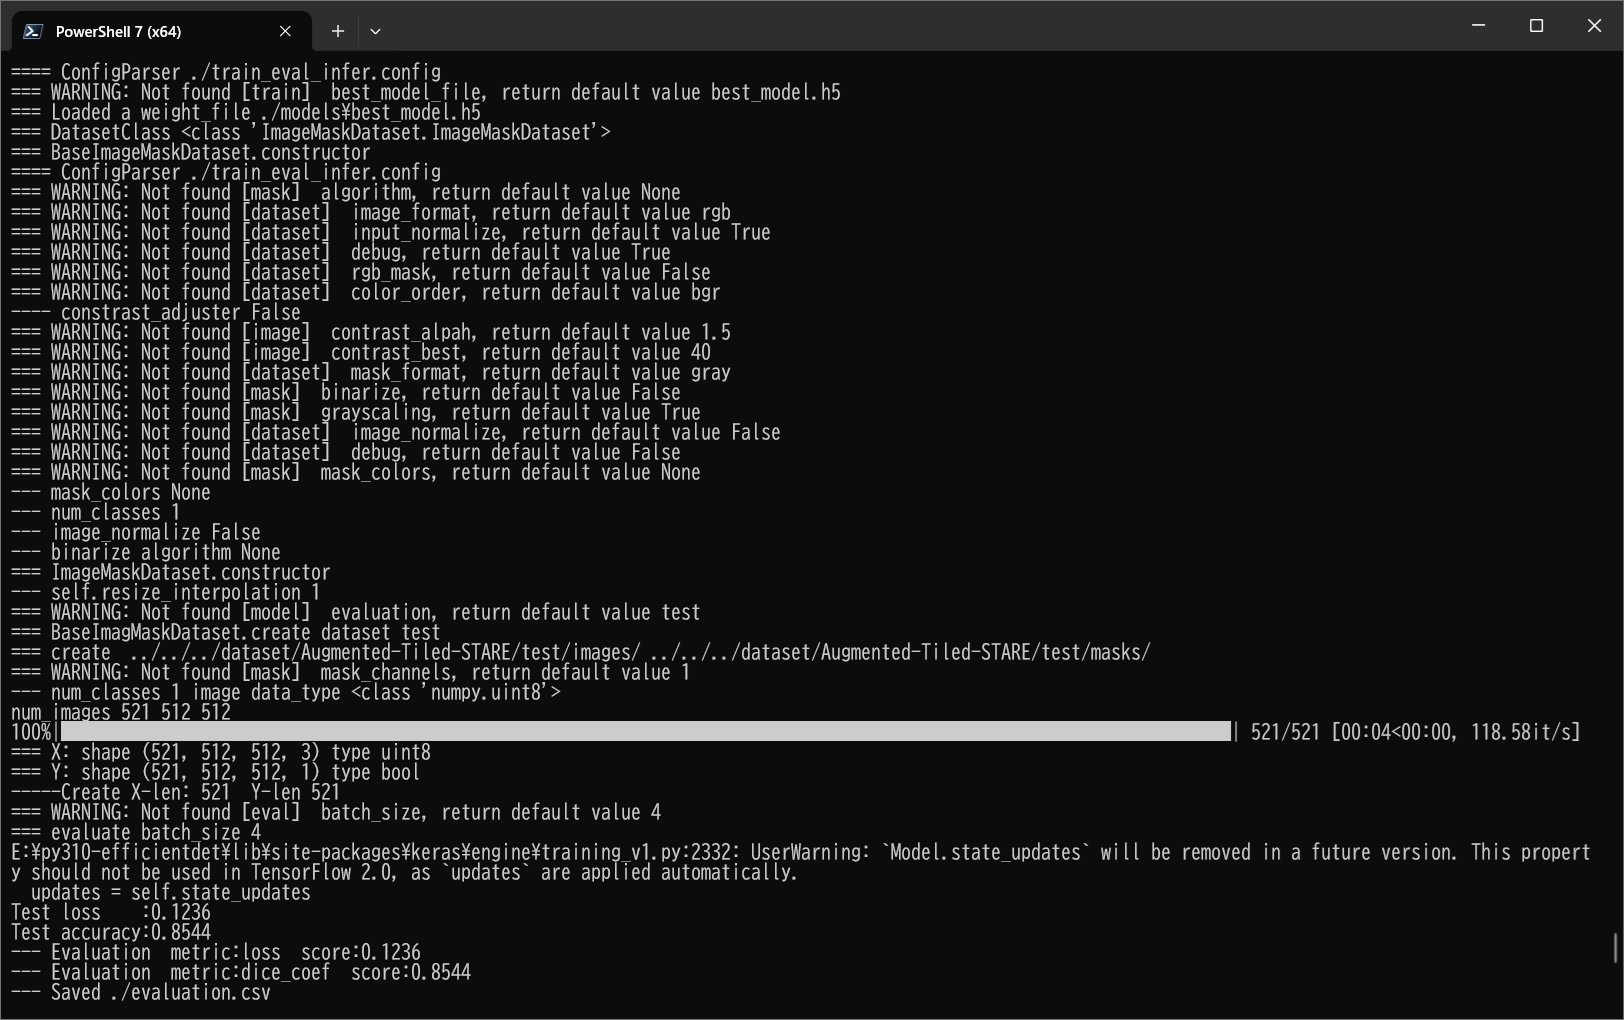 PowerShell 7 (x64)
==== ConfigParser ./train_eval_infer.config
=== WARNING: Not found [train]  best_model_file, return default value best_model.h5
=== Loaded a weight_file ./models¥best_model.h5
=== DatasetClass <class 'ImageMaskDataset.ImageMaskDataset'>
=== BaseImageMaskDataset.constructor
==== ConfigParser ./train_eval_infer.config
=== WARNING: Not found [mask]  algorithm, return default value None
=== WARNING: Not found [dataset]  image_format, return default value rgb
=== WARNING: Not found [dataset]  input_normalize, return default value True
=== WARNING: Not found [dataset]  debug, return default value True
=== WARNING: Not found [dataset]  rgb_mask, return default value False
=== WARNING: Not found [dataset]  color_order, return default value bgr
---- constrast_adjuster False
=== WARNING: Not found [image]  contrast_alpah, return default value 1.5
=== WARNING: Not found [image]  contrast_best, return default value 40
=== WARNING: Not found [dataset]  mask_format, return default value gray
=== WARNING: Not found [mask]  binarize, return default value False
=== WARNING: Not found [mask]  grayscaling, return default value True
=== WARNING: Not found [dataset]  image_normalize, return default value False
=== WARNING: Not found [dataset]  debug, return default value False
=== WARNING: Not found [mask]  mask_colors, return default value None
--- mask_colors None
--- num_classes 1
--- image_normalize False
--- binarize algorithm None
=== ImageMaskDataset.constructor
--- self.resize_interpolation 1
=== WARNING: Not found [model]  evaluation, return default value test
=== BaseImagMaskDataset.create dataset test
=== create  ../../../dataset/Augmented-Tiled-STARE/test/images/ ../../../dataset/Augmented-Tiled-STARE/test/masks/
=== WARNING: Not found [mask]  mask_channels, return default value 1
--- num_classes 1 image data_type <class 'numpy.uint8'>
num_images 521 512 512
100%| | 521/521 [00:04<00:00, 118.58it/s]
=== X: shape (521, 512, 512, 3) type uint8
=== Y: shape (521, 512, 512, 1) type bool
-----Create X-len: 521  Y-len 521
=== WARNING: Not found [eval]  batch_size, return default value 4
=== evaluate batch_size 4
E:¥py310-efficientdet¥lib¥site-packages¥keras¥engine¥training_v1.py:2332: UserWarning: `Model.state_updates` will be removed in a future version. This propert
y should not be used in TensorFlow 2.0, as `updates` are applied automatically.
  updates = self.state_updates
Test loss    :0.1236
Test accuracy:0.8544
--- Evaluation  metric:loss  score:0.1236
--- Evaluation  metric:dice_coef  score:0.8544
--- Saved ./evaluation.csv